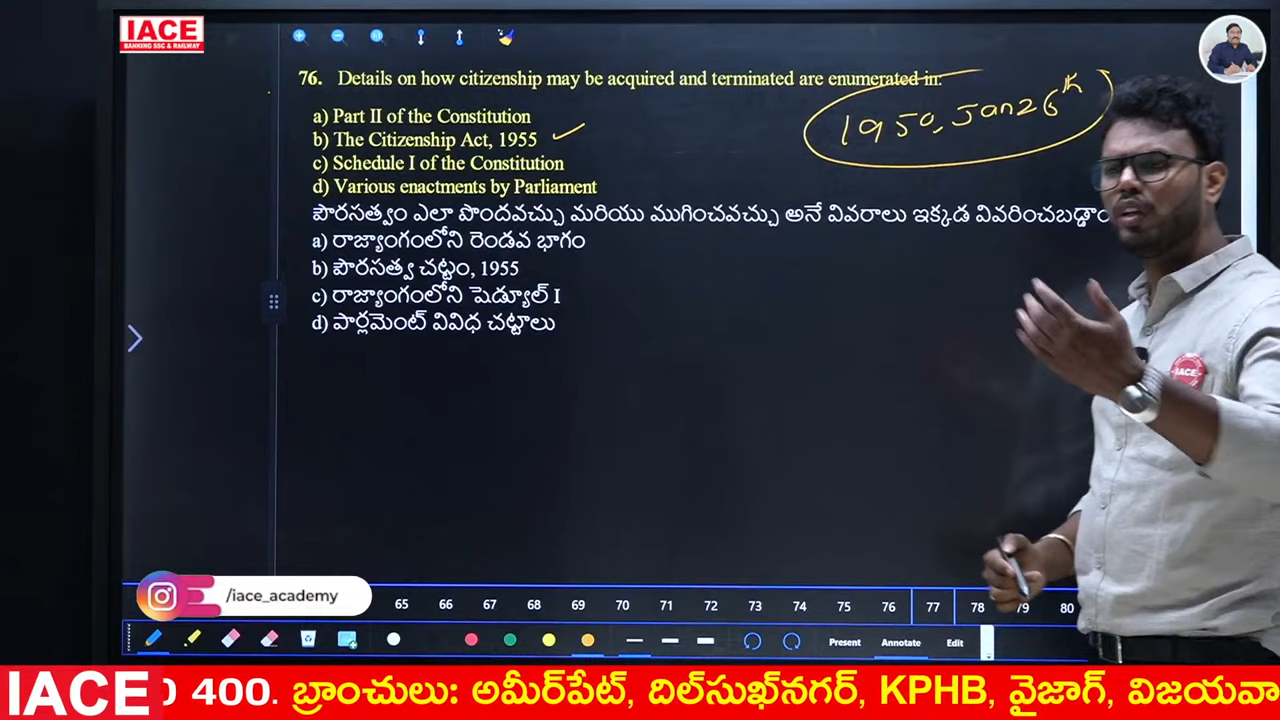 IACE
BANKING SSC & RAILWAY
76. Details on how citizenship may be acquired and terminated are enumerated in:
1950, Jan 26th
a) Part II of the Constitution
b) The Citizenship Act, 1955
c) Schedule I of the Constitution
d) Various enactments by Parliament
పౌరసత్వం ఎలా పొందవచ్చు మరియు ముగించవచ్చు అనే వివరాలు ఇక్కడ
a) రాజ్యాంగంలోని రెండవ భాగం
b) పౌరసత్వ చట్టం, 1955
c) రాజ్యాంగంలోని షెడ్యూల్ I
d) పార్లమెంట్ వివిధ చట్టాలు
IACE
/iace_academy
65 66 67 68 69 70 71 72 73 74 75 76 77 78 79 80
Present Annotate Edit
IACE 400. బ్రాంచులు: అమీర్‌పేట్, దిల్‌సుఖ్‌నగర్, KPHB, వైజాగ్,